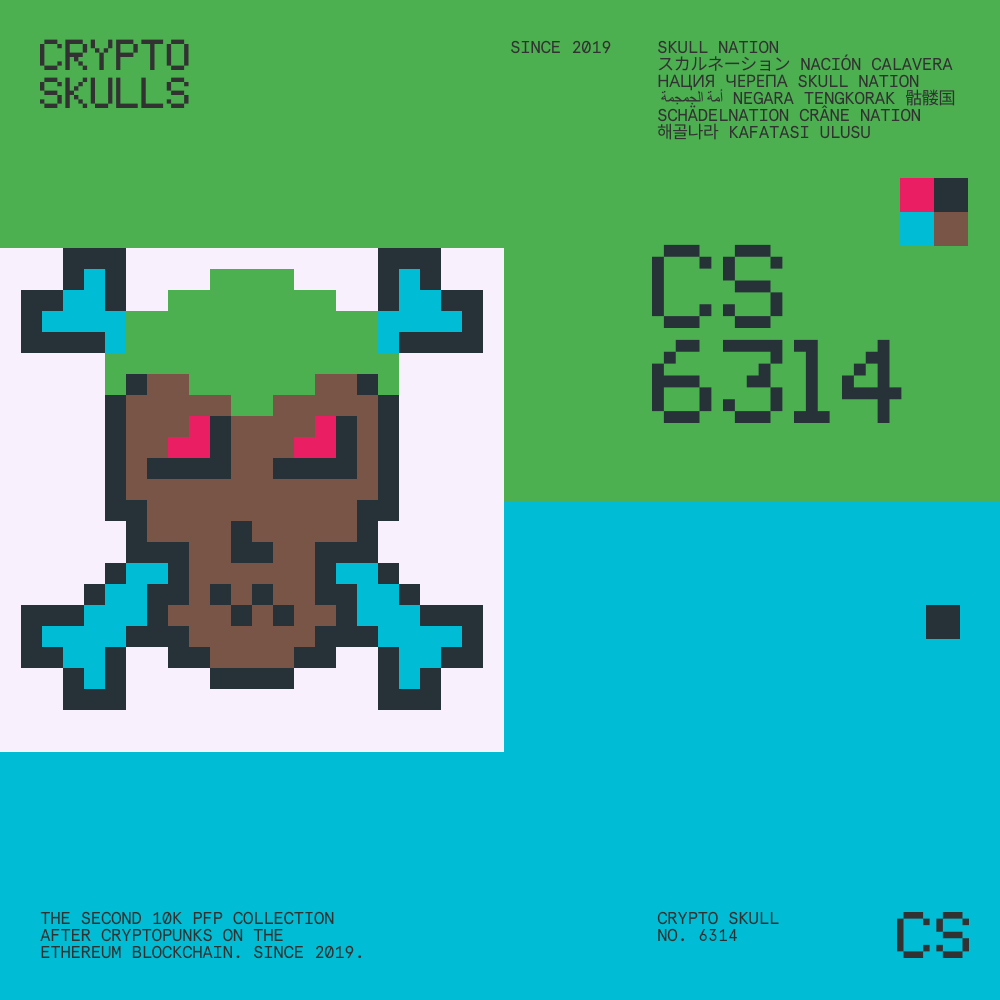 CRYPTO
SKULLS
SINCE 2019
SKULL NATION
スカルネーション NACIÓN CALAVERA
НАЦИЯ ЧЕРЕПА SKULL NATION
أمة الجمجمة NEGARA TENGKORAK 骷髅国
SCHÄDELNATION CRÂNE NATION
해골나라 KAFATASI ULUSU
CS
6314
THE SECOND 10K PFP COLLECTION
AFTER CRYPTOPUNKS ON THE
ETHEREUM BLOCKCHAIN. SINCE 2019.
CRYPTO SKULL
NO. 6314
CS